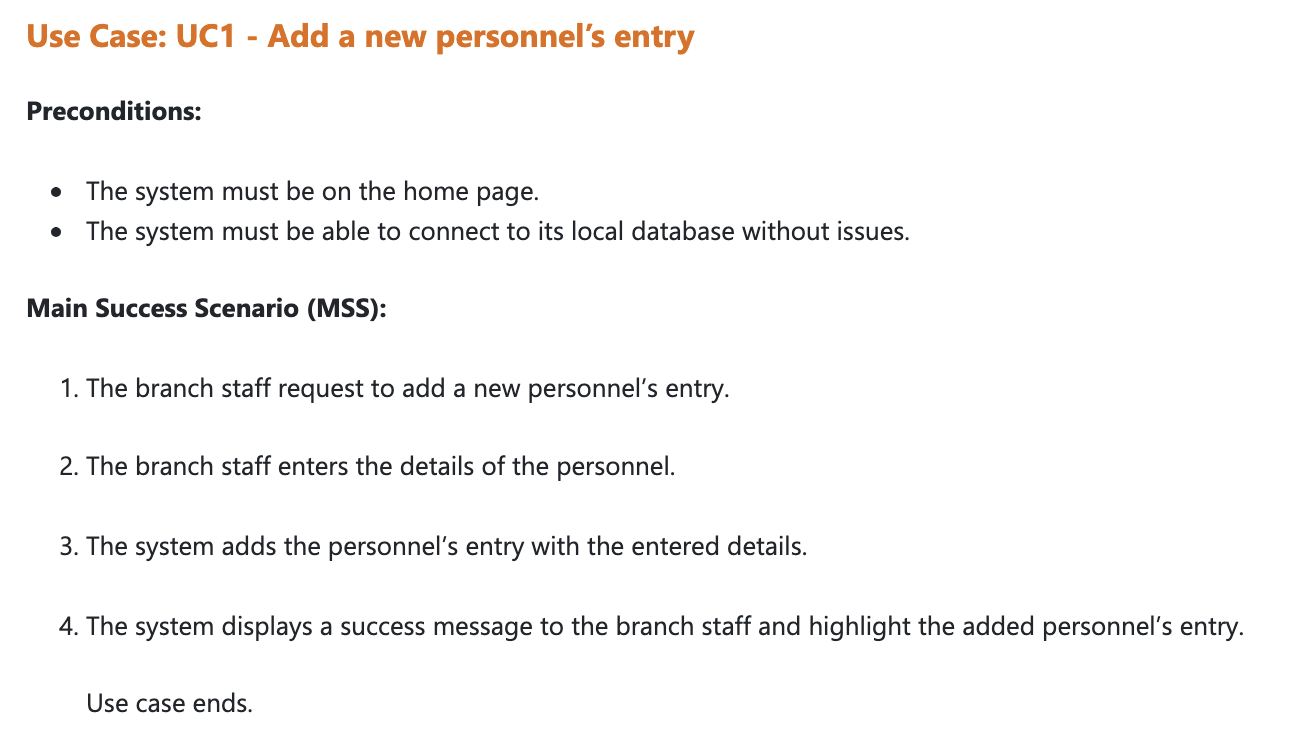 Use Case: UC1 - Add a new personnel’s entry
Preconditions:
• The system must be on the home page.
• The system must be able to connect to its local database without issues.
Main Success Scenario (MSS):
1. The branch staff request to add a new personnel’s entry.
2. The branch staff enters the details of the personnel.
3. The system adds the personnel’s entry with the entered details.
4. The system displays a success message to the branch staff and highlight the added personnel’s entry.
Use case ends.